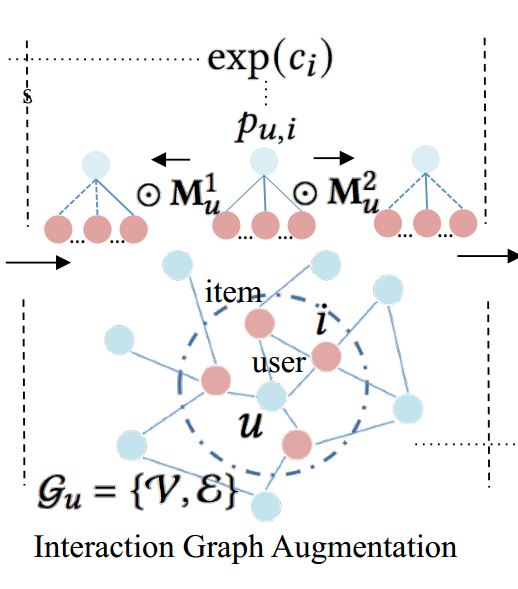 exp(c_i)
s
p_{u,i}
⊙ M_u^1 ⊙ M_u^2
... ... ... ... ... ...
item
i
user
u
𝒢_u = {𝒱, ℰ}
Interaction Graph Augmentation